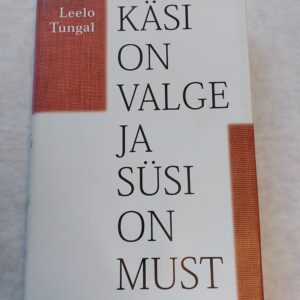 Leelo
Tungal
KÄSI
ON
VALGE
JA
SÜSI
ON
MUST